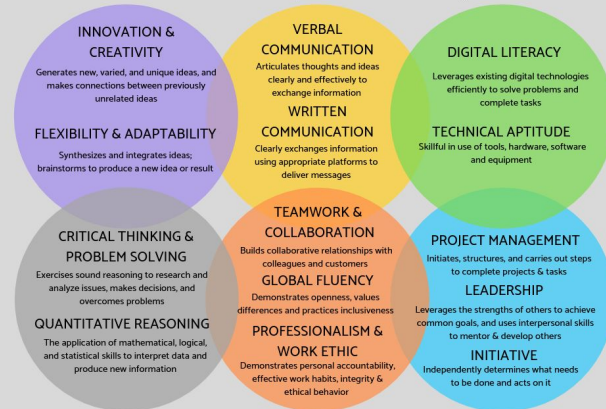 INNOVATION &
CREATIVITY
Generates new, varied, and unique ideas, and
makes connections between previously
unrelated ideas
FLEXIBILITY & ADAPTABILITY
Synthesizes and integrates ideas;
brainstorms to produce a new idea or result
VERBAL
COMMUNICATION
Articulates thoughts and ideas
clearly and effectively to
exchange information
WRITTEN
COMMUNICATION
Clearly exchanges information
using appropriate platforms to
deliver messages
DIGITAL LITERACY
Leverages existing digital technologies
efficiently to solve problems and
complete tasks
TECHNICAL APTITUDE
Skillful in use of tools, hardware, software
and equipment
CRITICAL THINKING &
PROBLEM SOLVING
Exercises sound reasoning to research and
analyze issues, makes decisions, and
overcomes problems
QUANTITATIVE REASONING
The application of mathematical, logical,
and statistical skills to interpret data and
produce new information
TEAMWORK &
COLLABORATION
Builds collaborative relationships with
colleagues and customers
GLOBAL FLUENCY
Demonstrates openness, values
differences and practices inclusiveness
PROFESSIONALISM &
WORK ETHIC
Demonstrates personal accountability,
effective work habits, integrity &
ethical behavior
PROJECT MANAGEMENT
Initiates, structures, and carries out steps
to complete projects & tasks
LEADERSHIP
Leverages the strengths of others to achieve
common goals, and uses interpersonal skills
to mentor & develop others
INITIATIVE
Independently determines what needs
to be done and acts on it